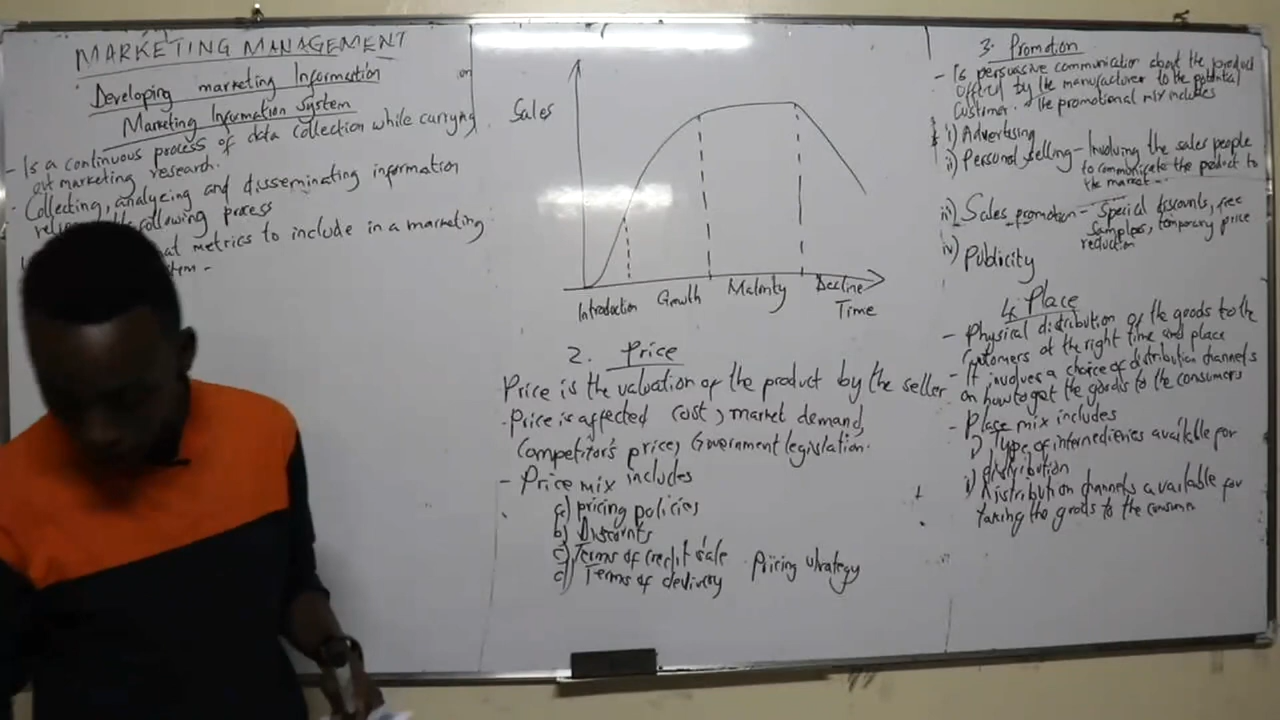 MARKETING MANAGEMENT
Developing marketing Information
Marketing Information System
- Is a continuous process of data collection while carrying on
out marketing research.
- Collecting, analyzing and disseminating information
following process
metrics to include in a marketing
Sales
Introduction Growth Maturity Decline
Time
2. Price
Price is the valuation of the product by the seller
- Price is affected cost, market demand,
Competitor's price, Government legislation.
- Price mix includes
a) pricing policies
b) Discounts
c) Terms of credit sale
d) Terms of delivery . Pricing strategy
3. Promotion
- Is persuasive communication about the product
offered by the manufacturer to the potential
customer. The promotional mix includes
i) Advertising
ii) Personal selling - Involving the sales people
to communicate the product to
the market -
iii) Sales promotion - Special discounts, free
samples, temporary price
reduction
iv) Publicity
4. Place
- Physical distribution of the goods to the
Customers at the right time and place
- It involves a choice of distribution channels
on how to get the goods to the consumers
- Place mix includes
i) Type of intermedieries available for
distribution
ii) Distribution channels available for
taking the goods to the consumer